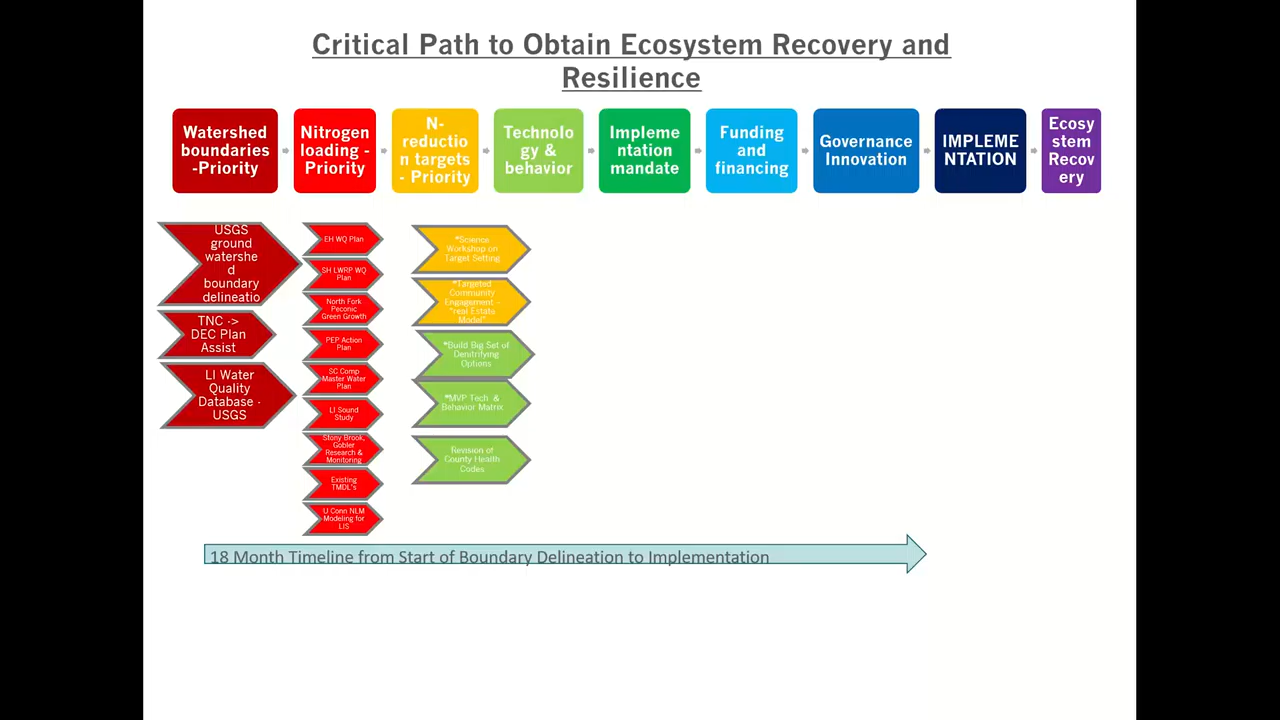 Critical Path to Obtain Ecosystem Recovery and
Resilience
Watershed
boundaries
-Priority
Nitrogen
loading -
Priority
N-
reductio
n targets
- Priority
Technolo
gy &
behavior
Impleme
ntation
mandate
Funding
and
financing
Governance
Innovation
IMPLEME
NTATION
Ecosy
stem
Recov
ery
USGS
ground
watershe
d
boundary
delineatio
TNC ->
DEC Plan
Assist
LI Water
Quality
Database -
USGS
EH WQ Plan
SH LWRP WQ
Plan
North Fork
Peconic
Green Growth
PEP Action
Plan
SC Comp
Master Water
Plan
LI Sound
Study
Stony Brook,
Gobler
Research &
Monitoring
Existing
TMDL's
U Conn NLM
Modeling for
LIS
*Science
Workshop on
Target Setting
*Targeted
Community
Engagement -
"real Estate
Model"
*Build Big Set of
Denitrifying
Options
*MVP Tech &
Behavior Matrix
Revision of
County Health
Codes
18 Month Timeline from Start of Boundary Delineation to Implementation